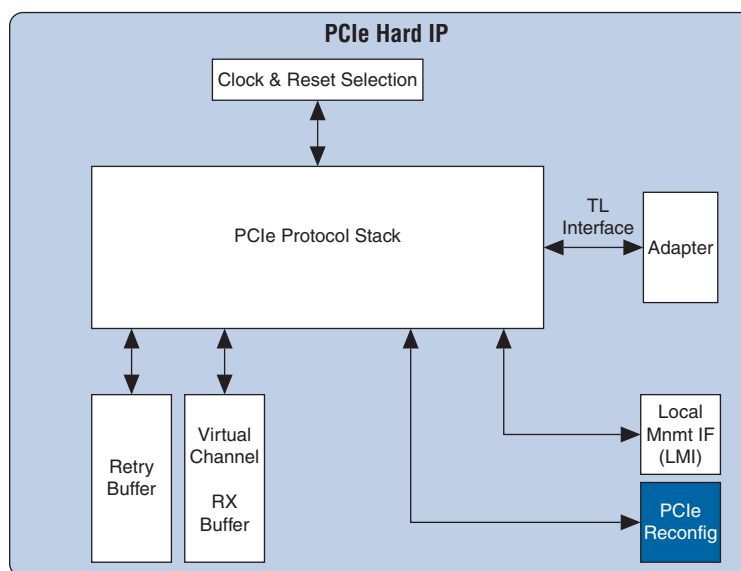 PCIe Hard IP
Clock & Reset Selection
PCIe Protocol Stack
TL
Interface
Adapter
Retry
Buffer
Virtual
Channel
RX
Buffer
Local
Mnmt IF
(LMI)
PCIe
Reconfig